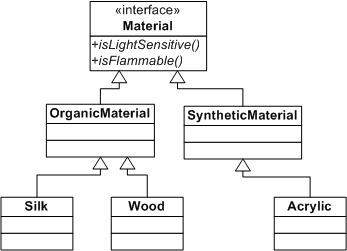 «interface»
Material
+isLightSensitive()
+isFlammable()
OrganicMaterial
SyntheticMaterial
Silk
Wood
Acrylic